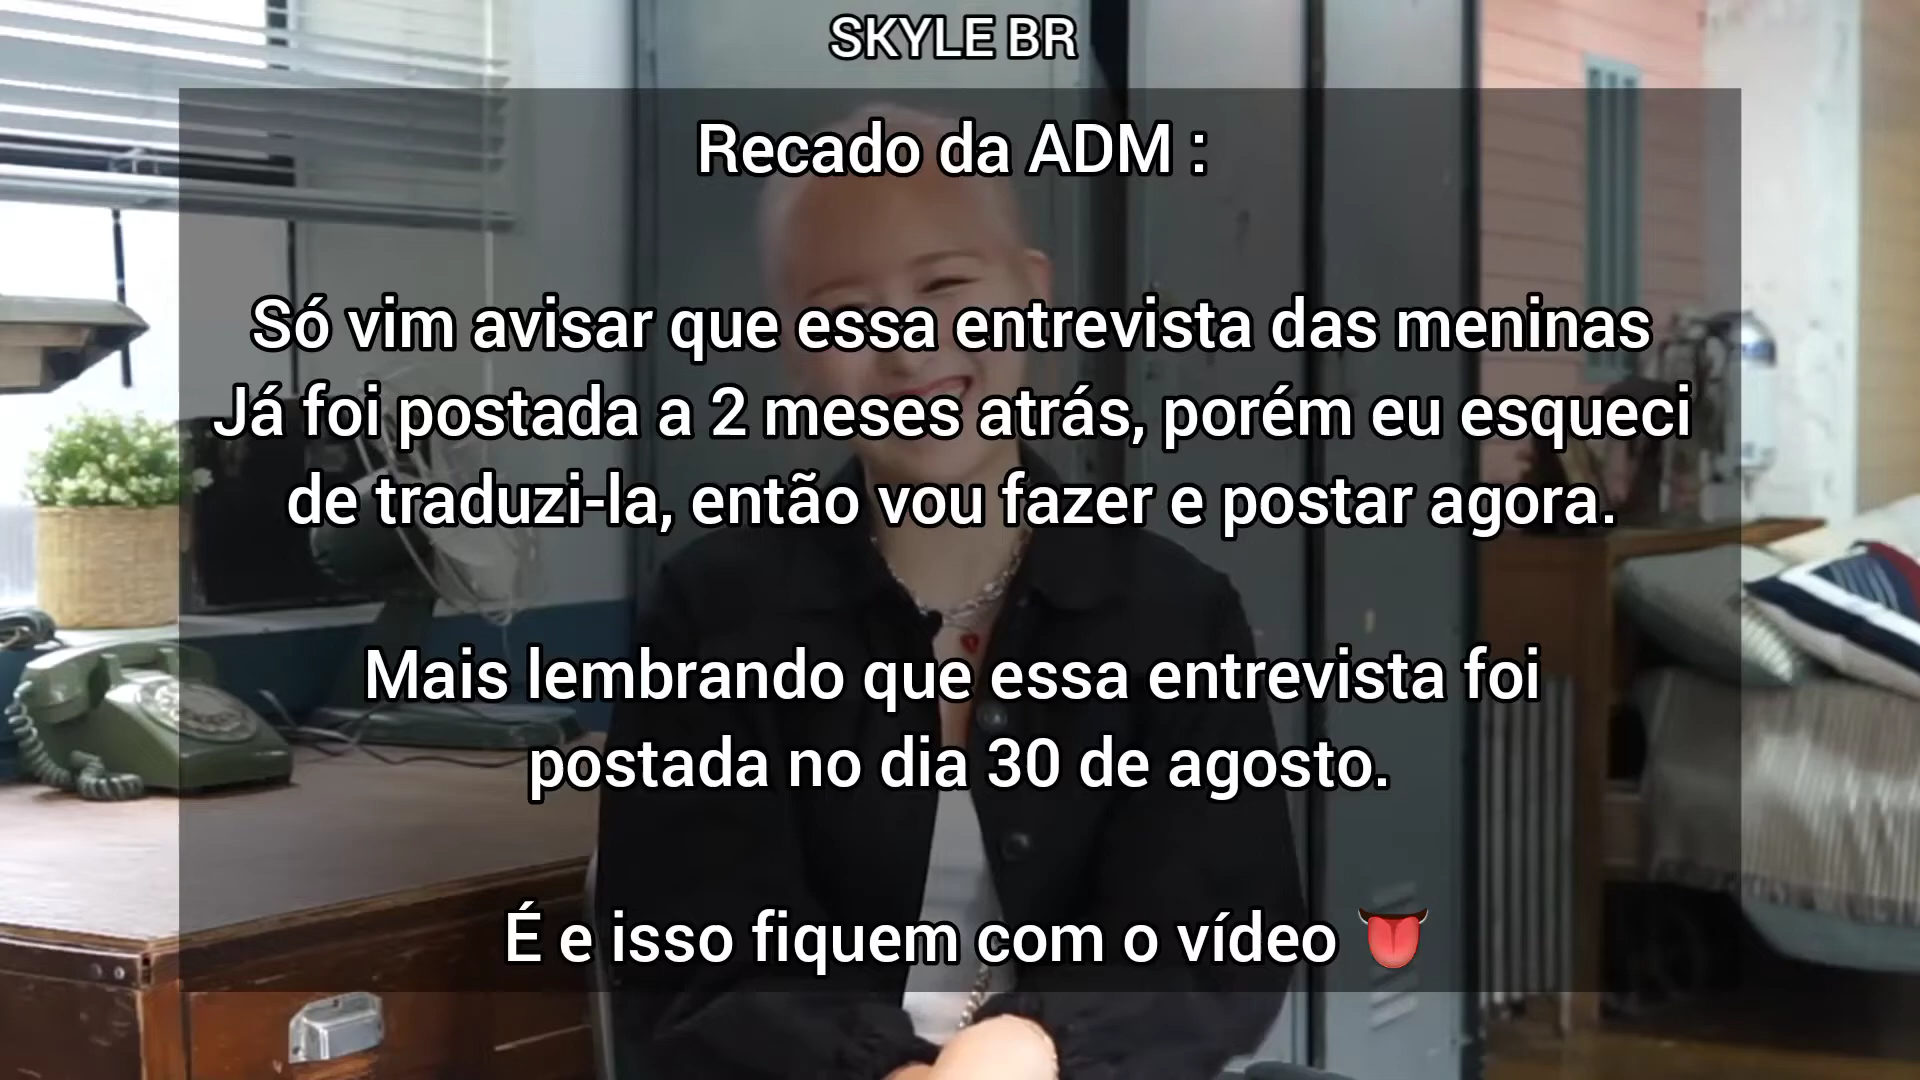 SKYLE BR
Recado da ADM :
Só vim avisar que essa entrevista das meninas
Já foi postada a 2 meses atrás, porém eu esqueci
de traduzi-la, então vou fazer e postar agora.
Mais lembrando que essa entrevista foi
postada no dia 30 de agosto.
É e isso fiquem com o vídeo 👅